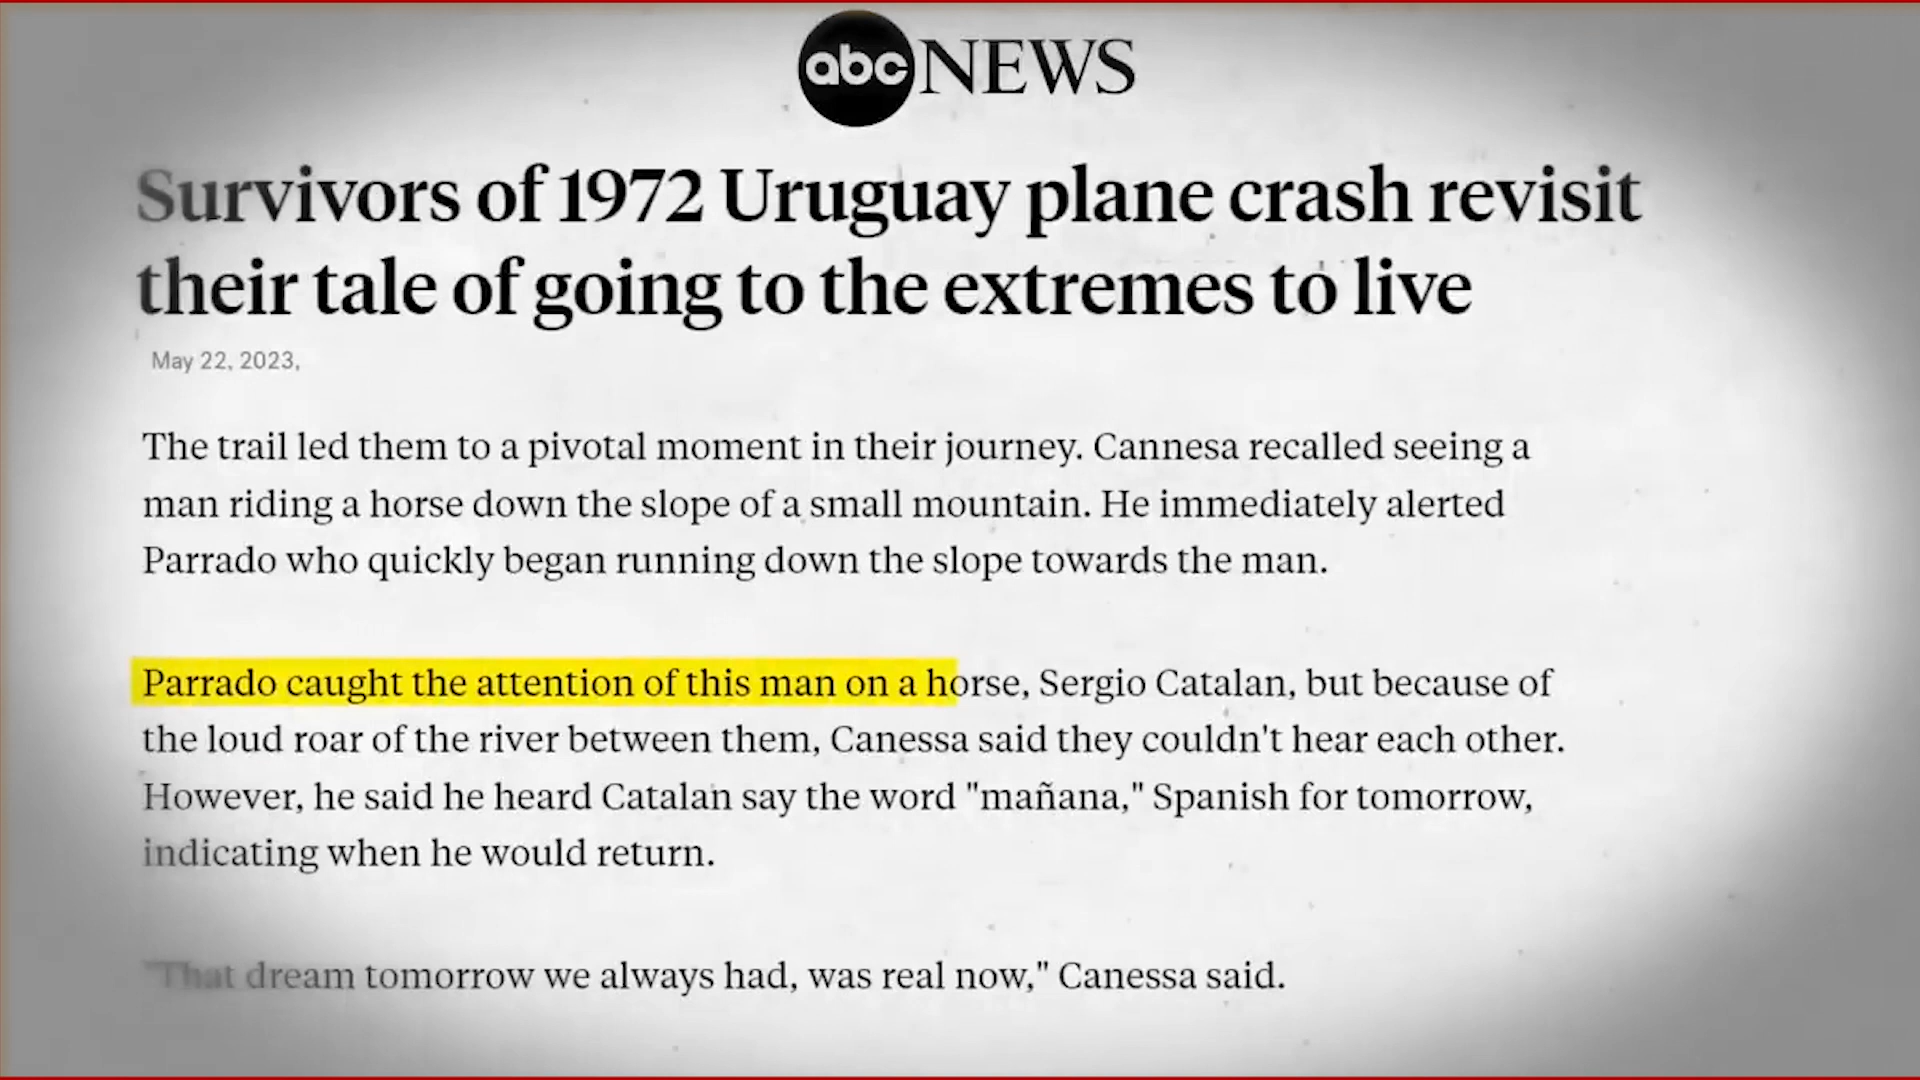 abc NEWS
Survivors of 1972 Uruguay plane crash revisit
their tale of going to the extremes to live
May 22, 2023,
The trail led them to a pivotal moment in their journey. Cannesa recalled seeing a
man riding a horse down the slope of a small mountain. He immediately alerted
Parrado who quickly began running down the slope towards the man.
Parrado caught the attention of this man on a horse, Sergio Catalan, but because of
the loud roar of the river between them, Canessa said they couldn't hear each other.
However, he said he heard Catalan say the word "mañana," Spanish for tomorrow,
indicating when he would return.
"That dream tomorrow we always had, was real now," Canessa said.